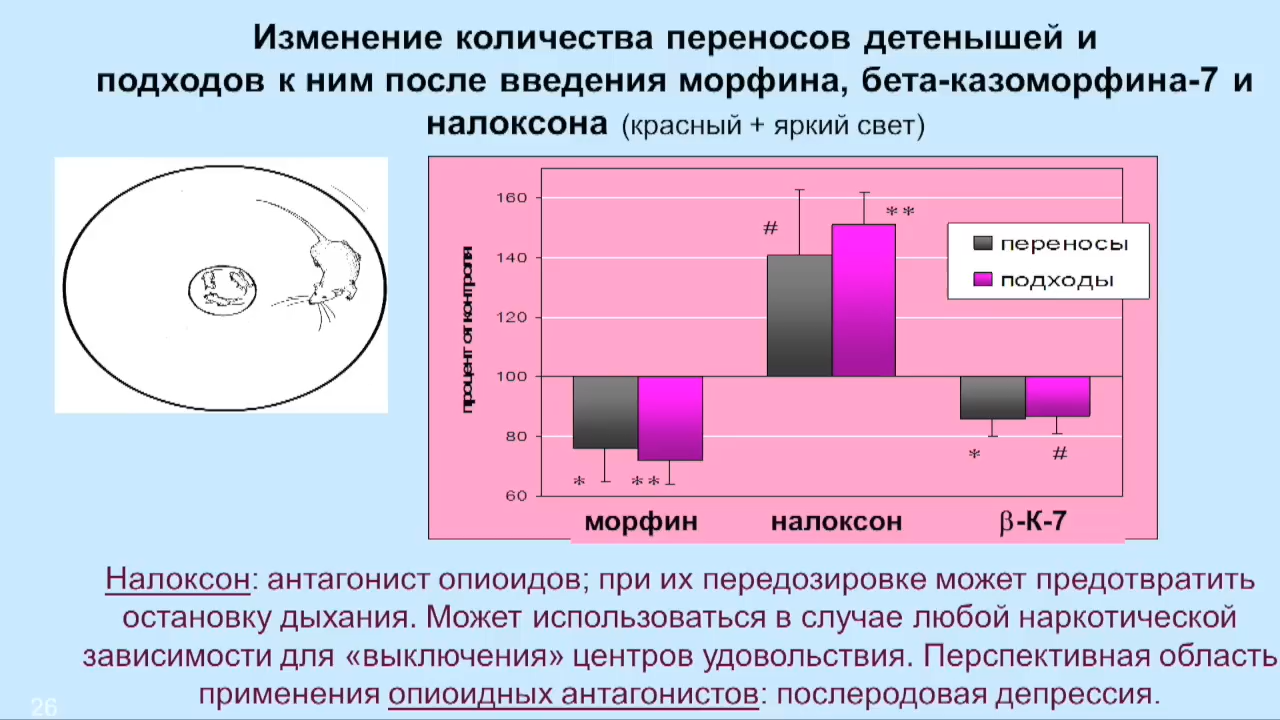 Изменение количества переносов детенышей и
подходов к ним после введения морфина, бета-казоморфина-7 и
налоксона (красный + яркий свет)
процент от контроля
160
140
120
100
80
60
#
**
*
**
*
#
переносы
подходы
морфин
налоксон
β-К-7
Налоксон: антагонист опиоидов; при их передозировке может предотвратить
остановку дыхания. Может использоваться в случае любой наркотической
зависимости для «выключения» центров удовольствия. Перспективная область
применения опиоидных антагонистов: послеродовая депрессия.
26